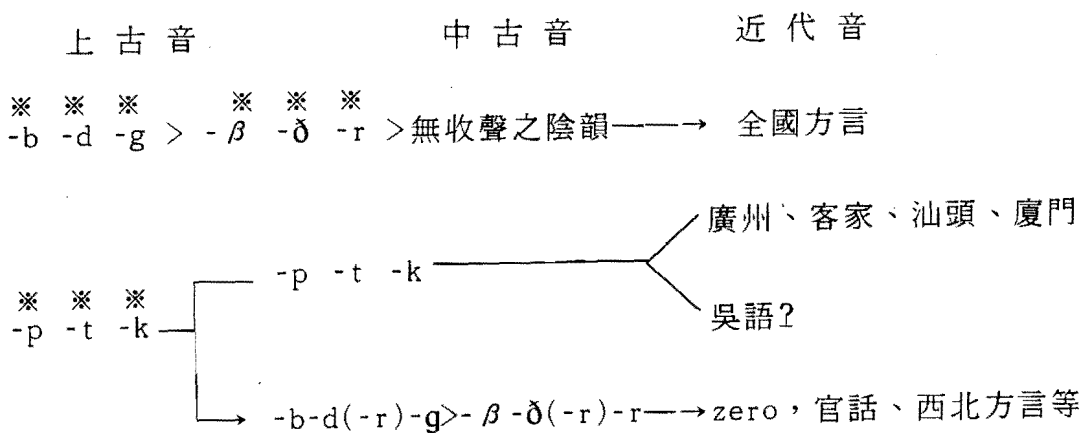 上古音 中古音 近代音
※ ※ ※ ※ ※ ※
-b -d -g > -β -ð -r >無收聲之陰韻——→ 全國方言
廣州、客家、汕頭、廈門
-p -t -k
※ ※ ※
-p -t -k
吳語?
-b-d(-r)-g>-β-ð(-r)-r—→zero，官話、西北方言等